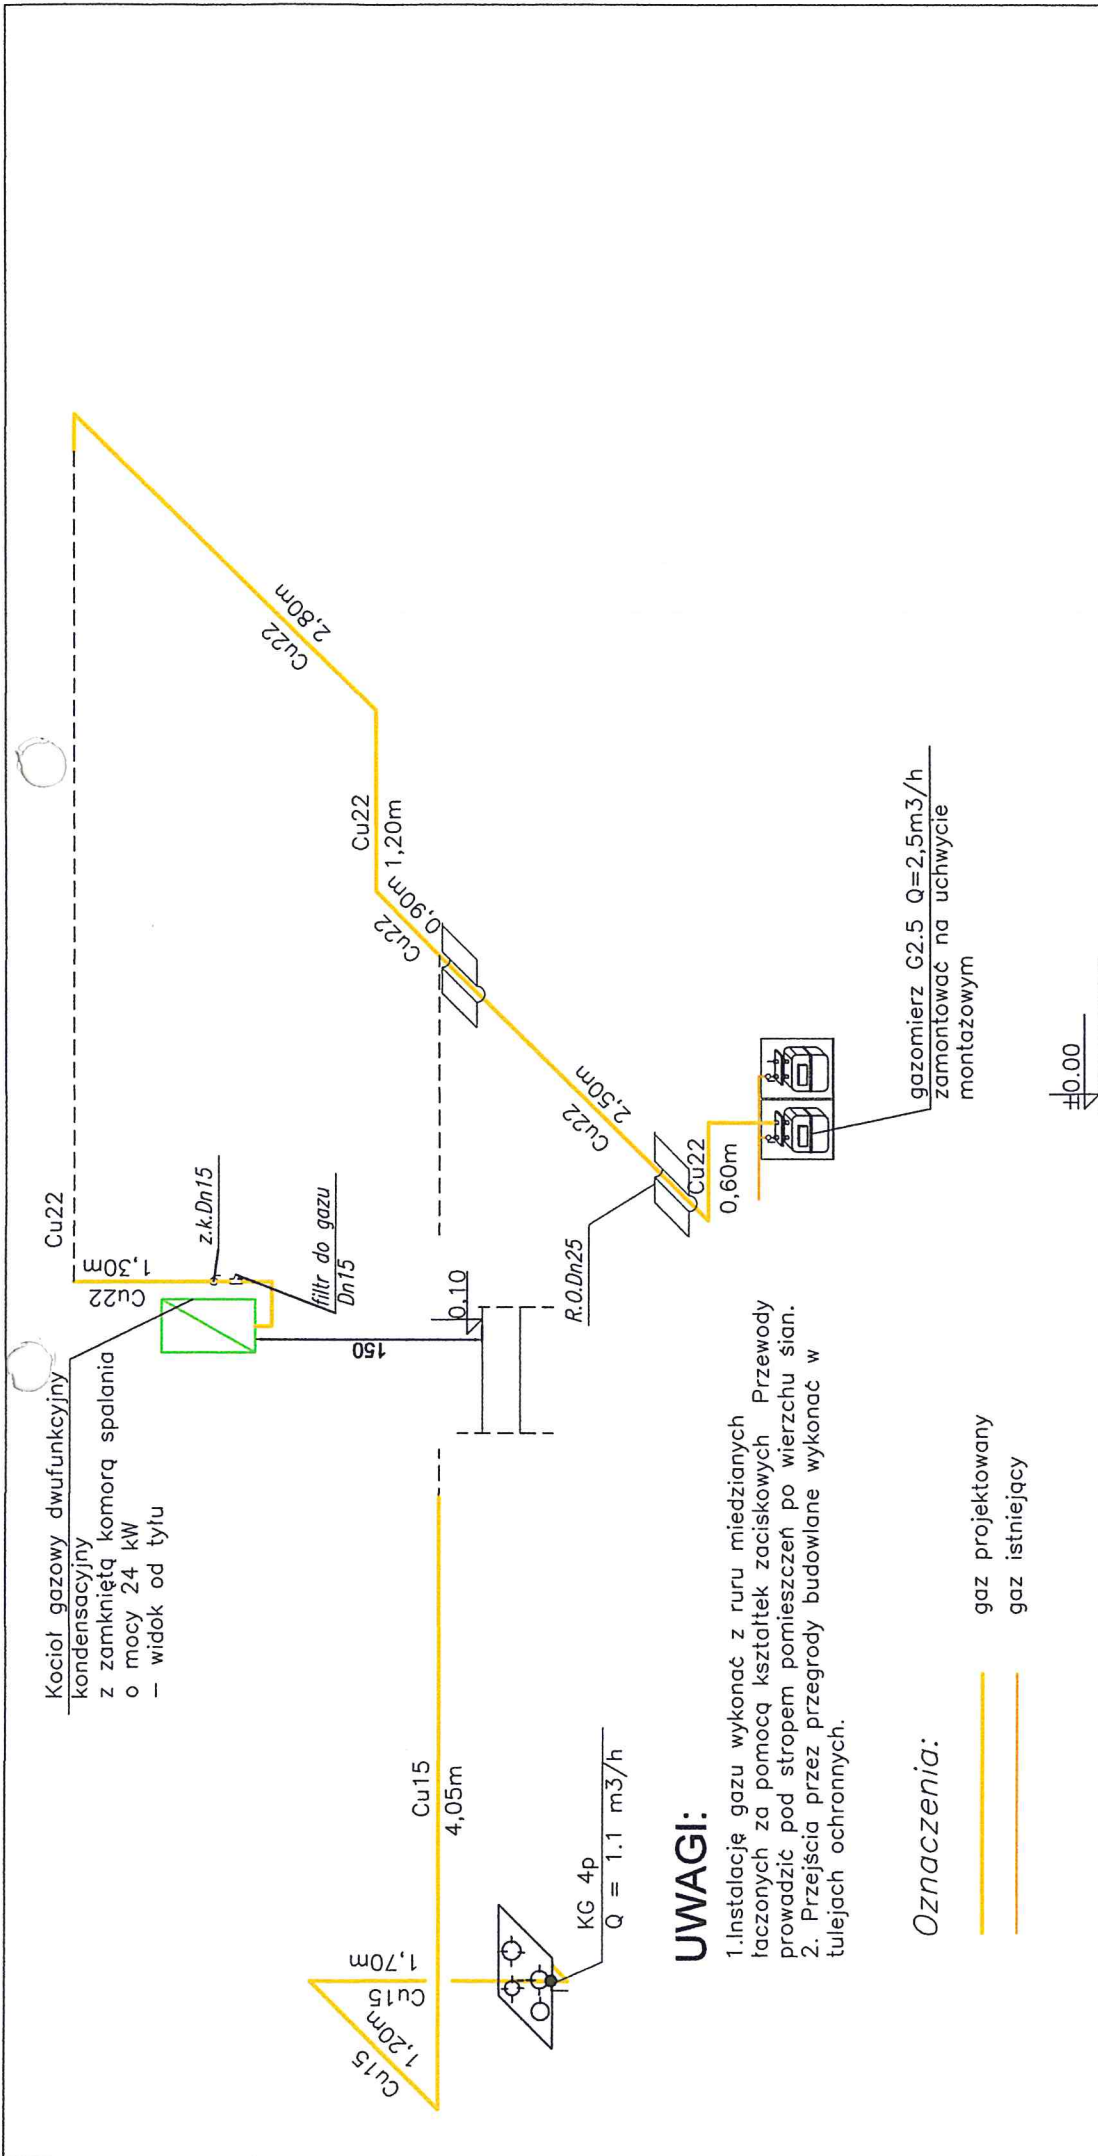 Kocioł gazowy dwufunkcyjny
kondensacyjny
z zamkniętą komorą spalania
o mocy 24 kW
– widok od tyłu
Cu22
1,30m
Cu22
z.k.Dn15
filtr do gazu
Dn15
150
0,10
Cu22
2,80m
Cu22
1,20m
Cu22
0,90m
Cu22
2,50m
R.O.Dn25
Cu22
0,60m
gazomierz G2.5 Q=2,5m3/h
zamontować na uchwycie
montażowym
±0.00
Cu15
4,05m
1,70m
Cu15
1,20m
Cu15
KG 4p
Q = 1.1 m3/h
UWAGI:
1.Instalację gazu wykonać z ruru miedzianych
łaczonych za pomocą kształtek zaciskowych Przewody
prowadzić pod stropem pomieszczeń po wierzchu śian.
2. Przejścia przez przegrody budowlane wykonać w
tulejach ochronnych.
Oznaczenia:
gaz projektowany
gaz istniejący